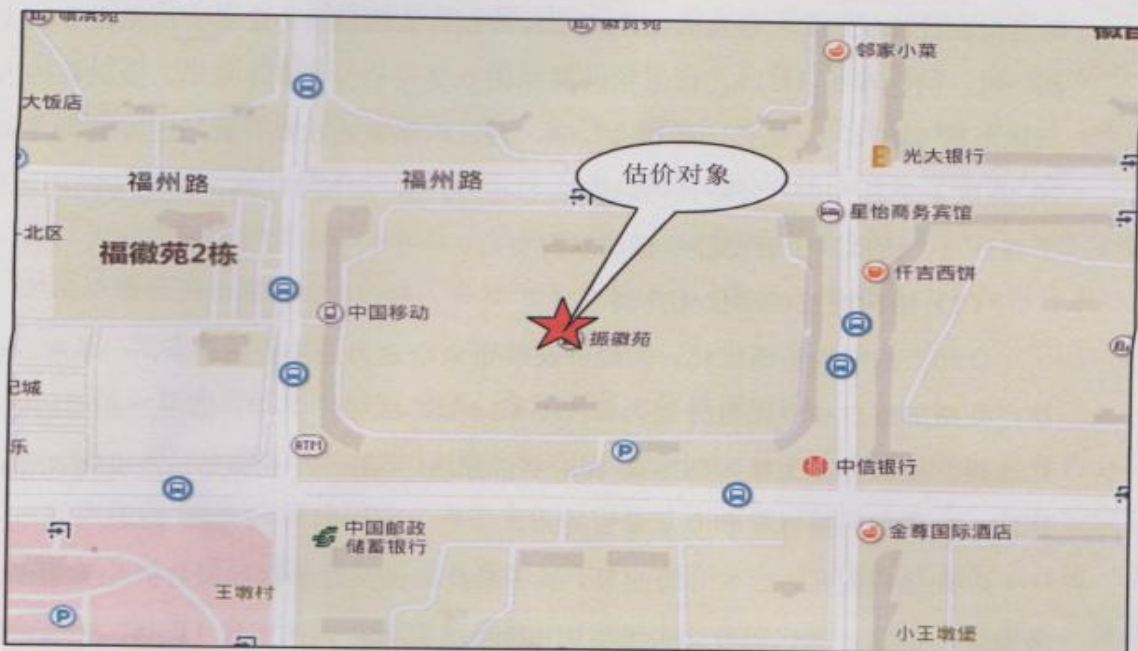 邻家小菜
大饭店
光大银行
福州路
福州路
估价对象
星怡商务宾馆
北区
福徽苑2栋
仟吉西饼
中国移动
振徽苑
ATM
P
中信银行
中国邮政
储蓄银行
金尊国际酒店
王墩村
P
小王墩堡